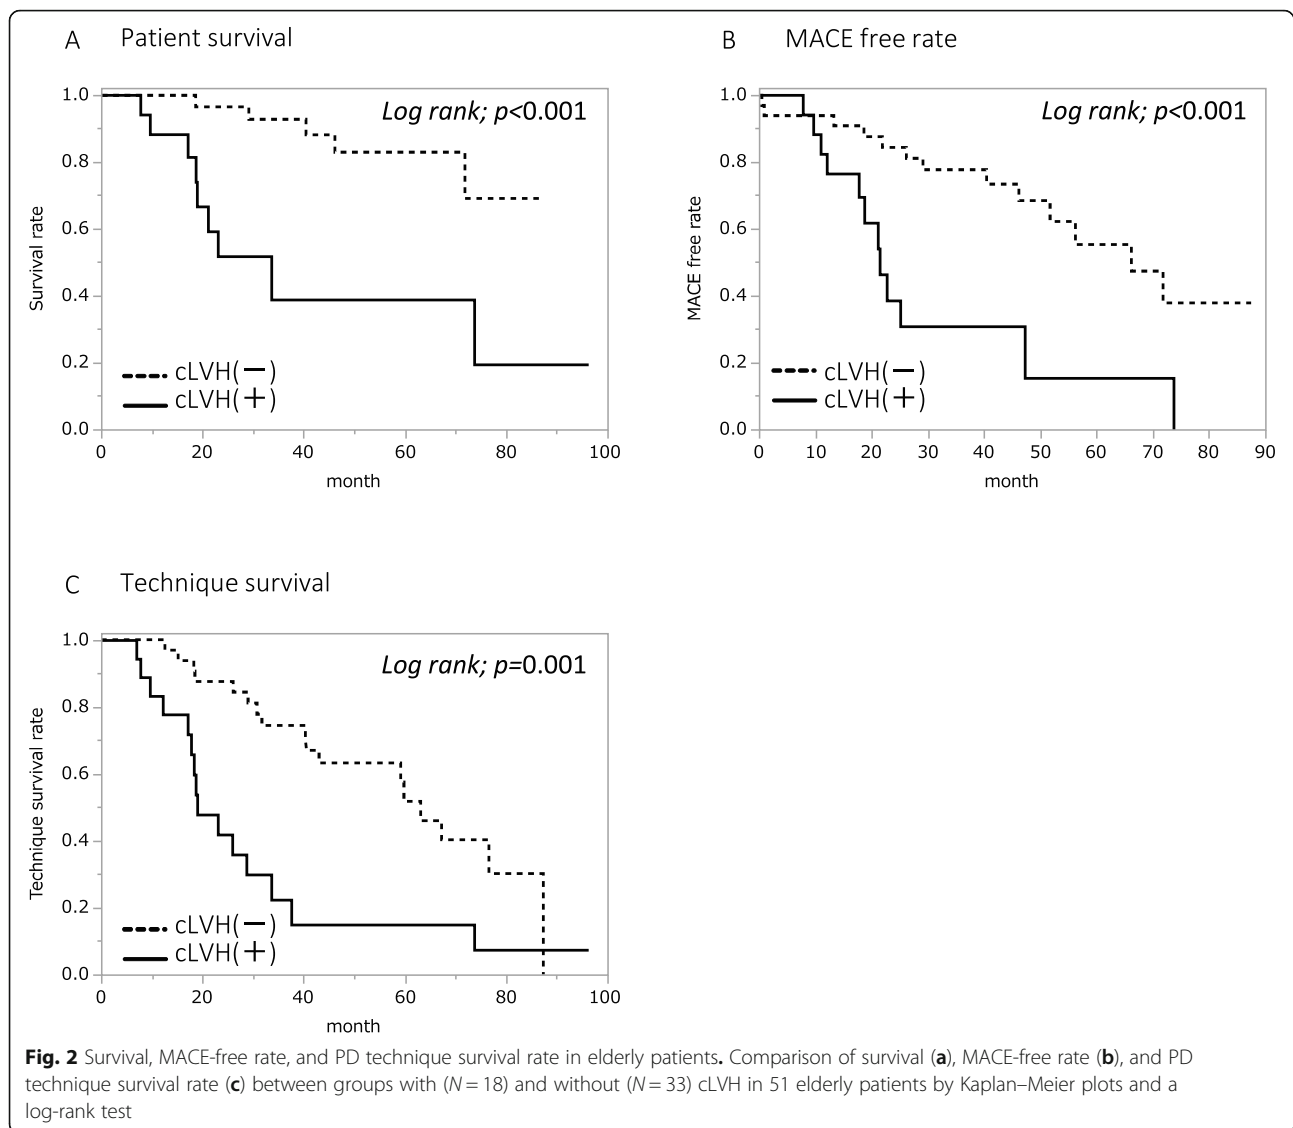 A Patient survival
Log rank; p<0.001
Survival rate
1.0
0.8
0.6
0.4
0.2
0.0
cLVH(−)
cLVH(+)
0 20 40 60 80 100
month
B MACE free rate
Log rank; p<0.001
MACE free rate
1.0
0.8
0.6
0.4
0.2
0.0
cLVH(−)
cLVH(+)
0 10 20 30 40 50 60 70 80 90
month
C Technique survival
Log rank; p=0.001
Technique survival rate
1.0
0.8
0.6
0.4
0.2
0.0
cLVH(−)
cLVH(+)
0 20 40 60 80 100
month
Fig. 2 Survival, MACE-free rate, and PD technique survival rate in elderly patients. Comparison of survival (a), MACE-free rate (b), and PD
technique survival rate (c) between groups with (N = 18) and without (N = 33) cLVH in 51 elderly patients by Kaplan–Meier plots and a
log-rank test